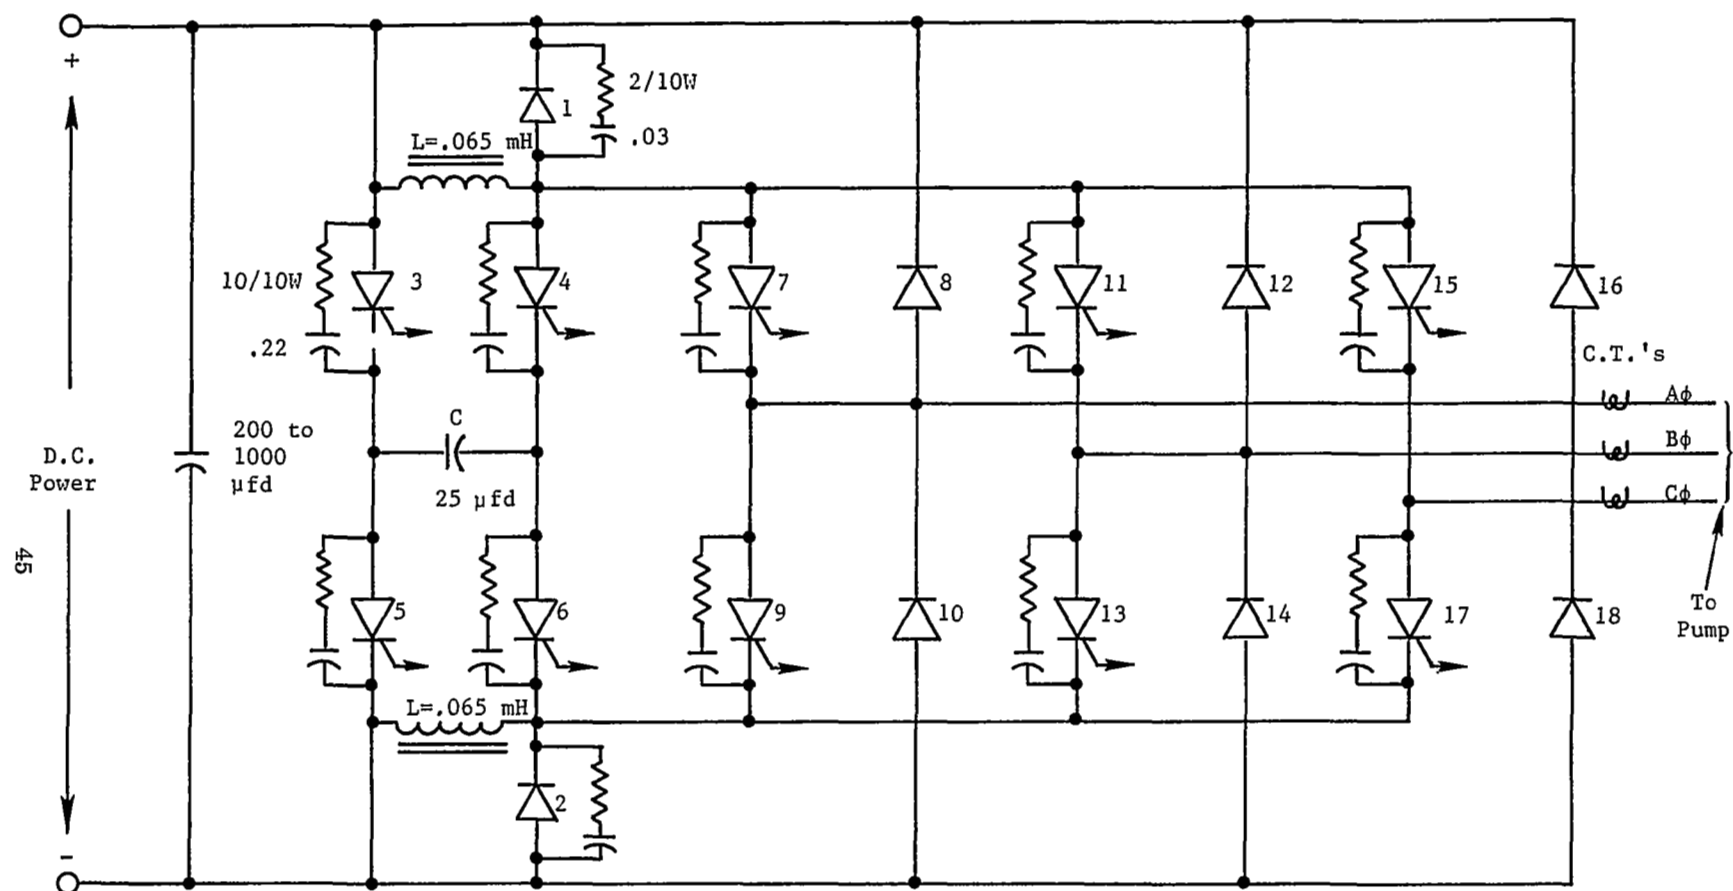 +
1
2/10W
.03
L=.065 mH
10/10W
3
4
7
8
11
12
15
16
.22
C.T.'s
Aφ
Bφ
Cφ
C
25 μfd
200 to
1000
μfd
D.C.
Power
45
5
6
9
10
13
14
17
18
To
Pump
L=.065 mH
2
-